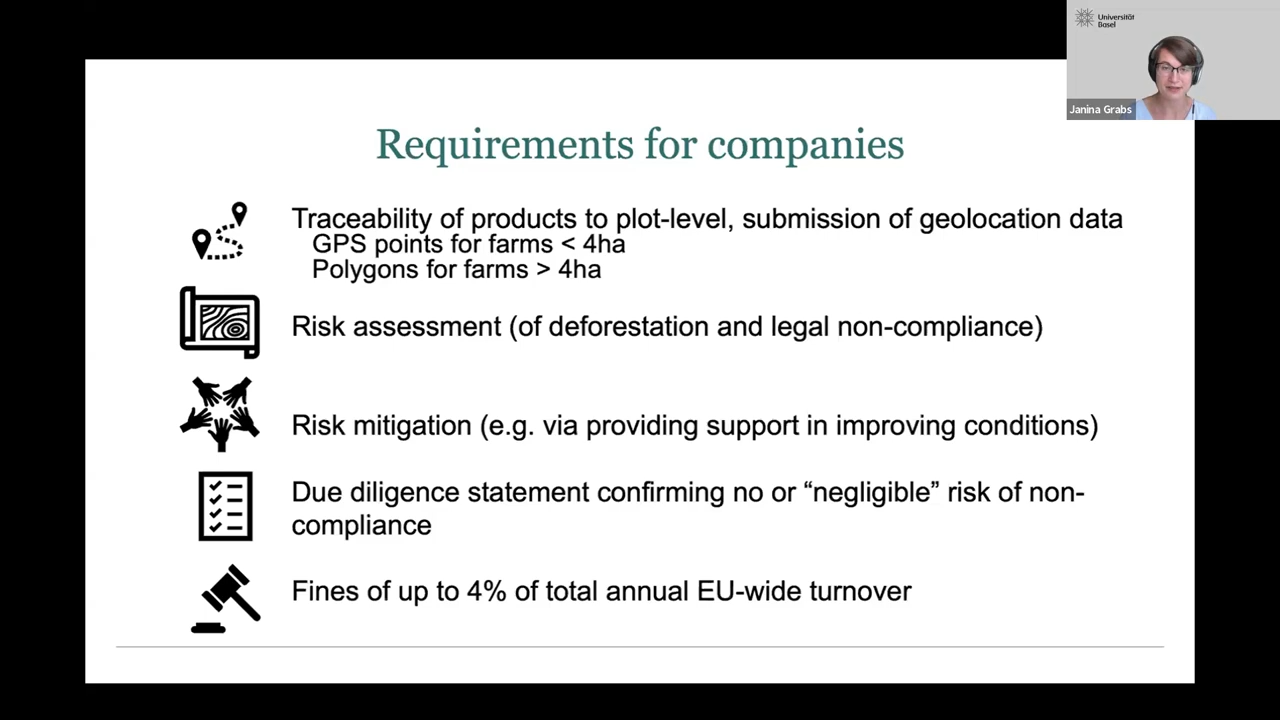 Universität
Basel
Janina Grabs
Requirements for companies
Traceability of products to plot-level, submission of geolocation data
GPS points for farms < 4ha
Polygons for farms > 4ha
Risk assessment (of deforestation and legal non-compliance)
Risk mitigation (e.g. via providing support in improving conditions)
Due diligence statement confirming no or “negligible” risk of non-
compliance
Fines of up to 4% of total annual EU-wide turnover